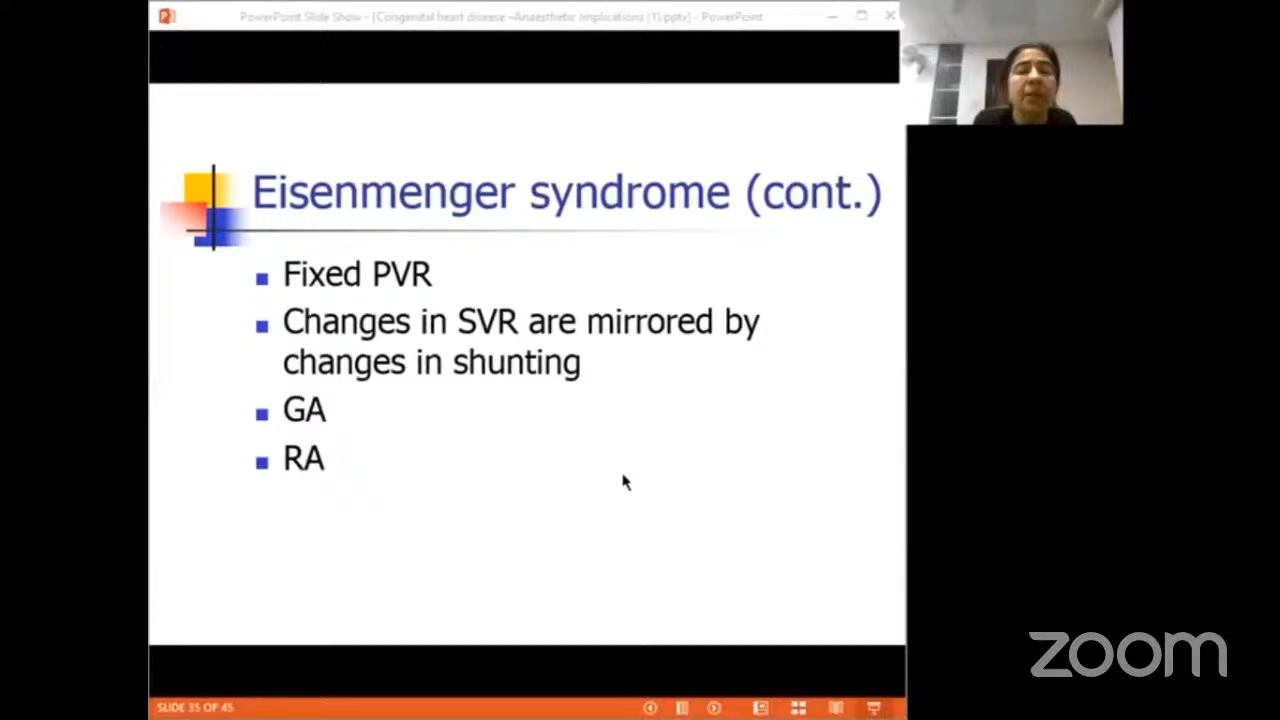 PowerPoint Slide Show - [Congenital heart disease -Anaesthetic implications (1).pptx] - PowerPoint
Eisenmenger syndrome (cont.)
Fixed PVR
Changes in SVR are mirrored by
changes in shunting
GA
RA
zoom
SLIDE 35 OF 45